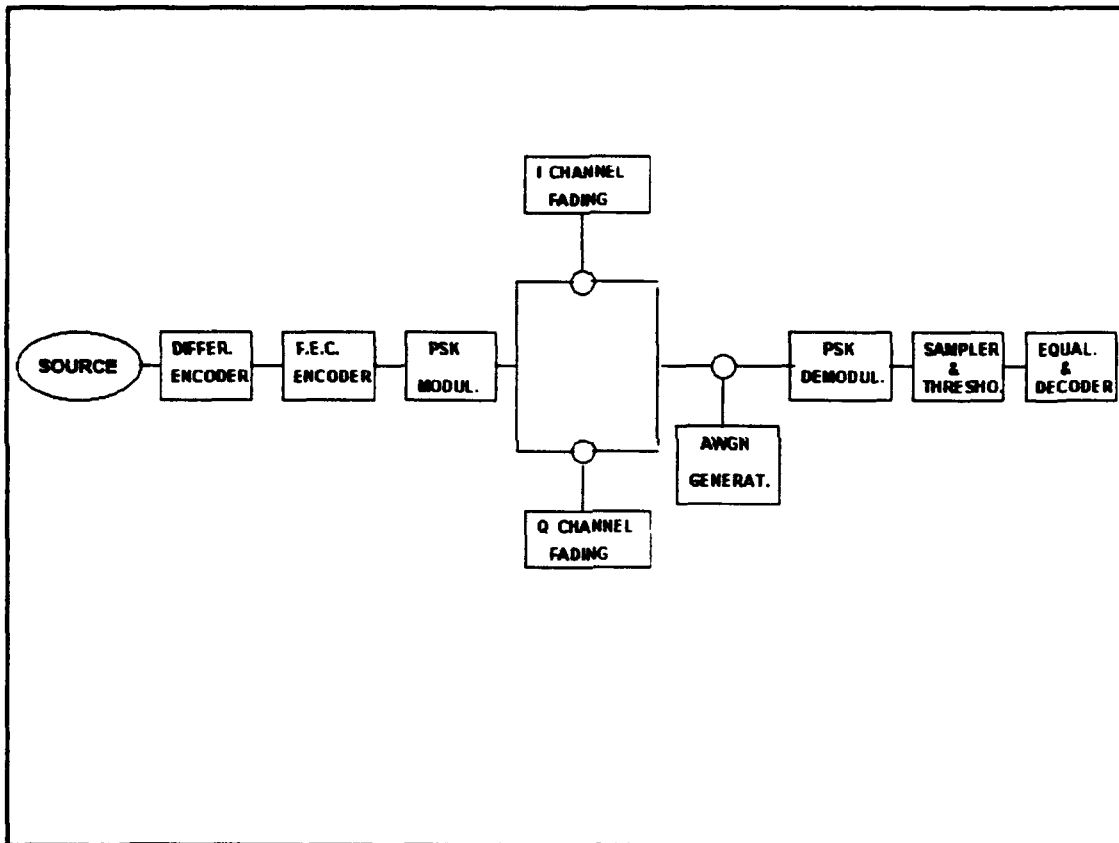 I CHANNEL
FADING
SOURCE
DIFFER.
ENCODER
F.E.C.
ENCODER
PSK
MODUL.
PSK
DEMODUL.
SAMPLER
&
THRESHO.
EQUAL.
&
DECODER
AWGN
GENERAT.
Q CHANNEL
FADING